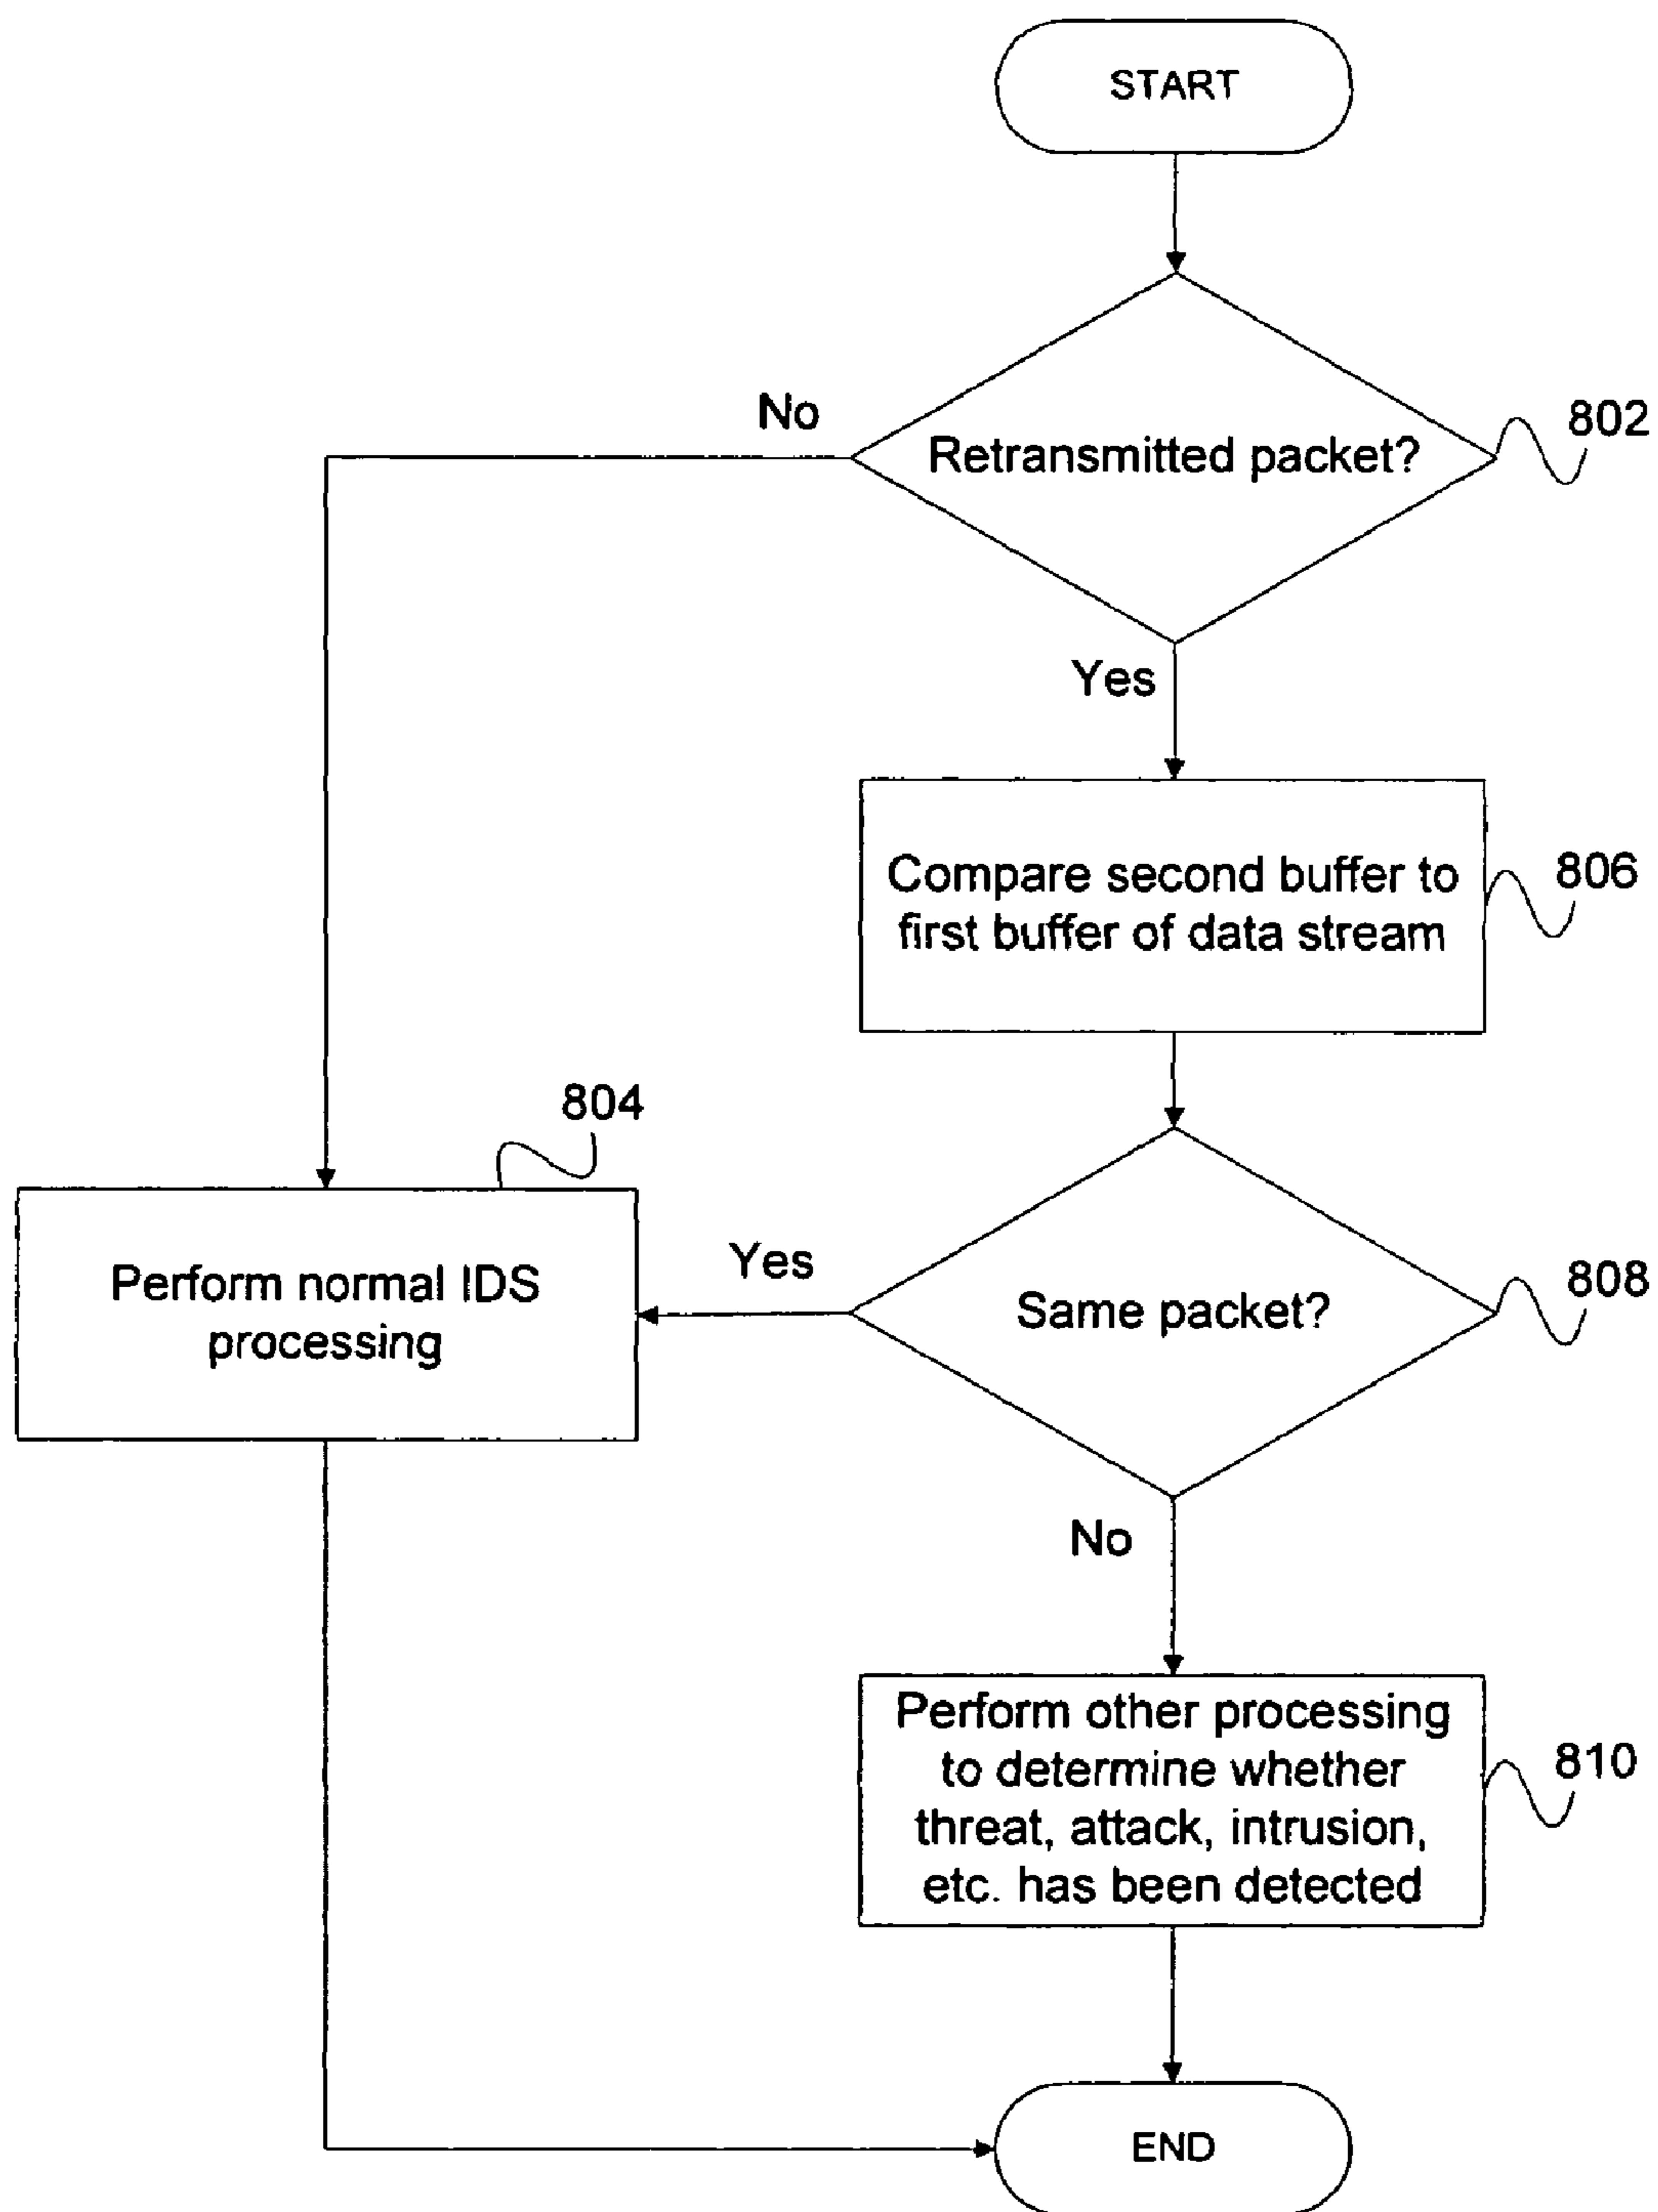 START
No
Retransmitted packet?
802
Yes
Compare second buffer to
first buffer of data stream
806
804
Perform normal IDS
processing
Yes
Same packet?
808
No
Perform other processing
to determine whether
threat, attack, intrusion,
etc. has been detected
810
END